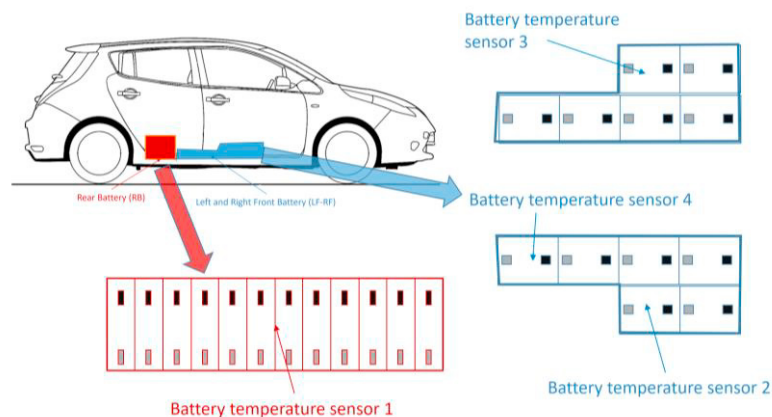 Battery temperature
sensor 3
Rear Battery (RB)
Left and Right Front Battery (LF-RF)
Battery temperature sensor 4
Battery temperature sensor 2
Battery temperature sensor 1